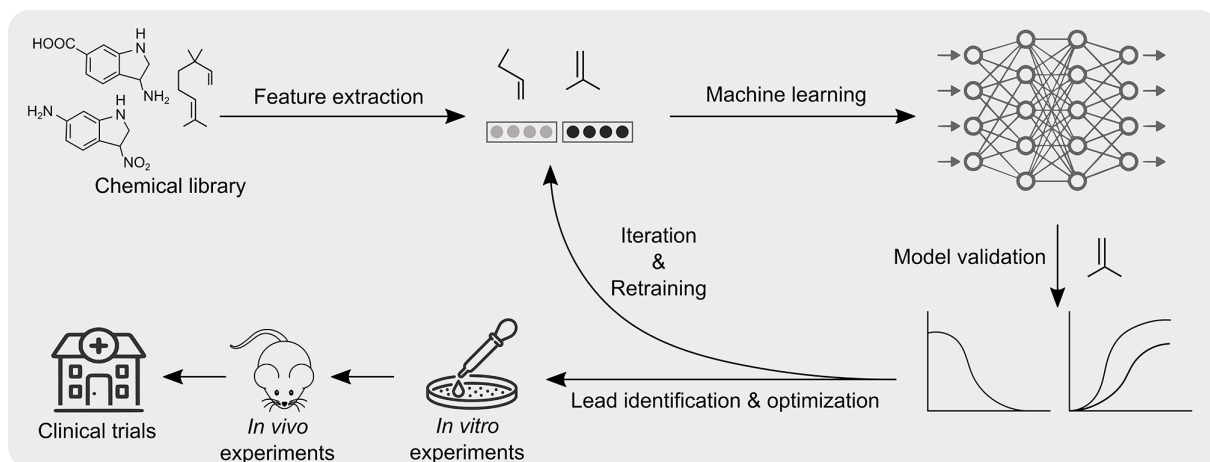 HOOC
H
N
NH₂
H₂N
H
N
NO₂
Chemical library
Feature extraction
Machine learning
Model validation
Iteration
&
Retraining
Lead identification & optimization
In vitro
experiments
In vivo
experiments
Clinical trials